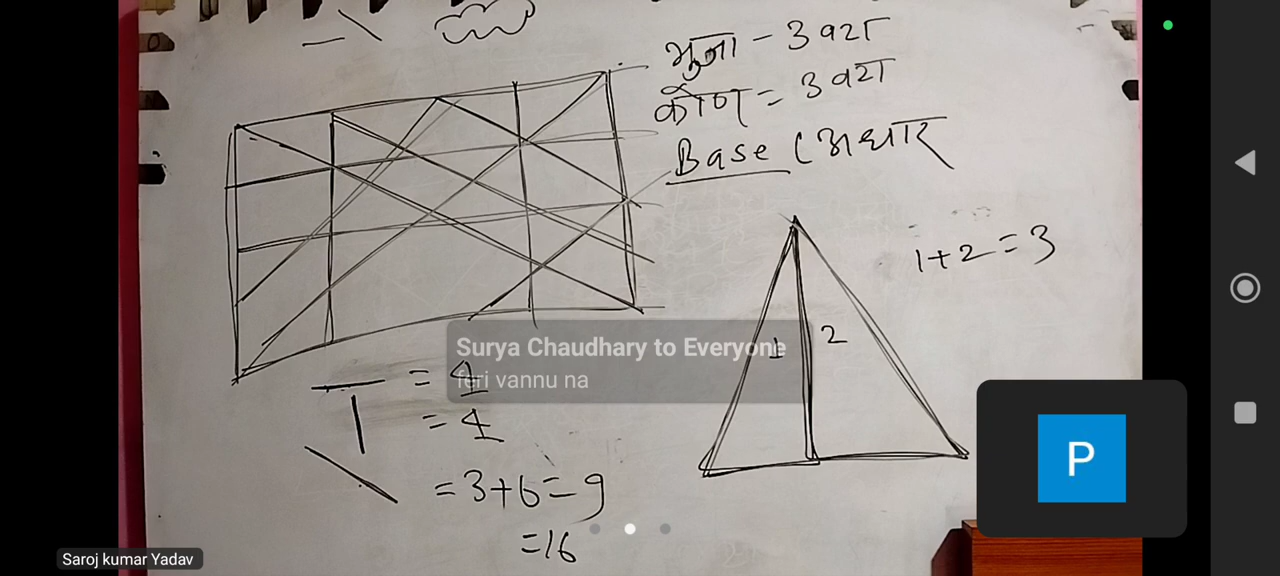 भुजा - 3 वटा
कोण = 3 वटा
Base (अधार
1+2=3
1 2
Surya Chaudhary to Everyone
feri vannu na
— = 4
| = 4
\ = 3+6=9
=16
P
Saroj kumar Yadav